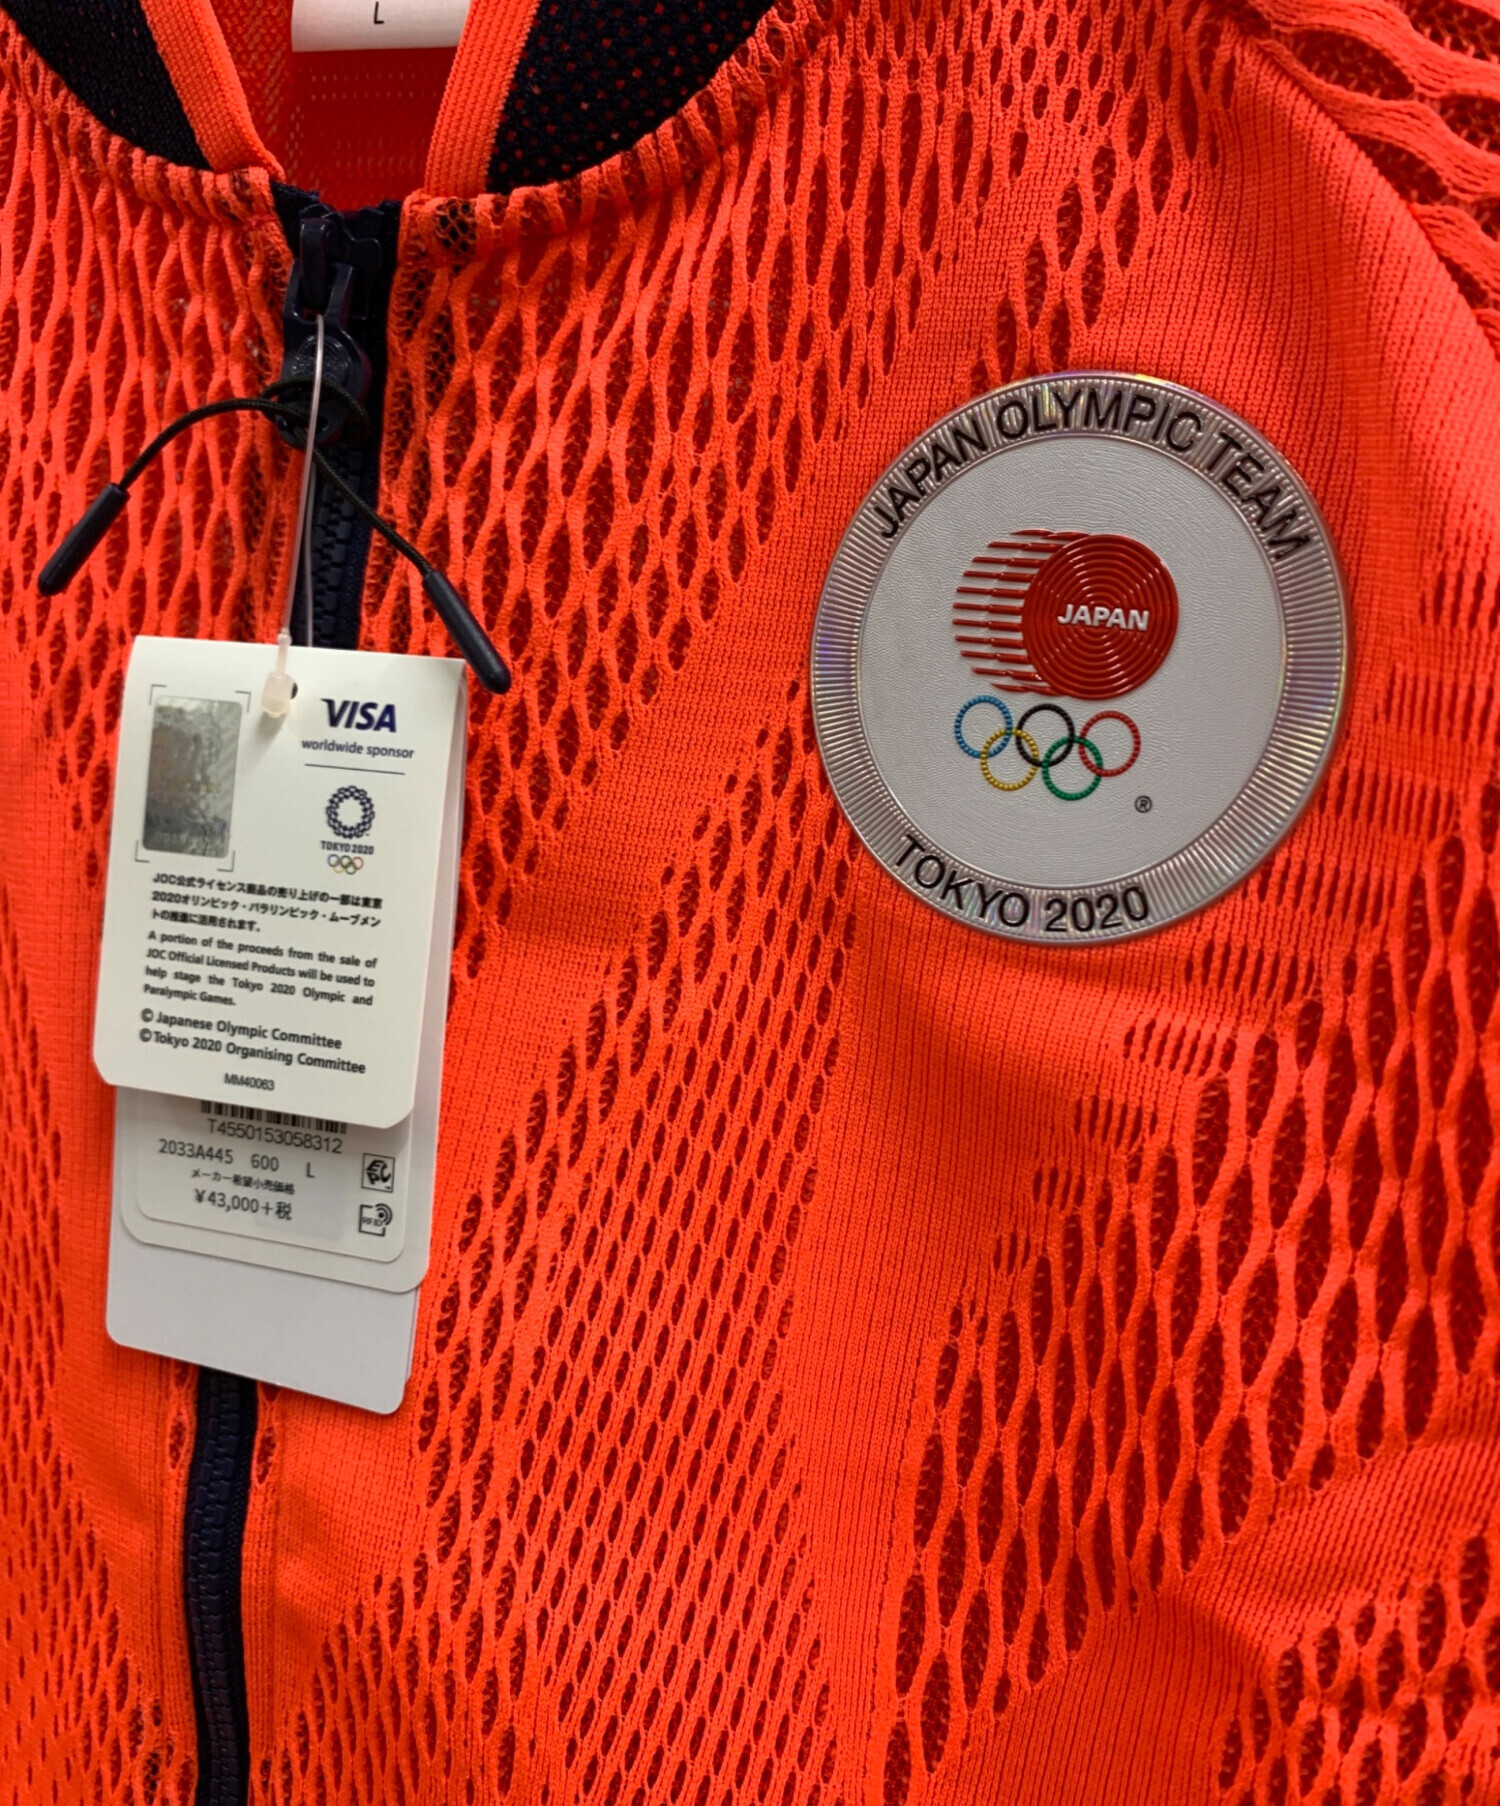 L
JAPAN OLYMPIC TEAM
JAPAN
®
TOKYO 2020
VISA
worldwide sponsor
TOKYO 2020
JOC公式ライセンス商品の売り上げの一部は東京
2020オリンピック・パラリンピック・ムーブメン
トの推進に活用されます。
A portion of the proceeds from the sale of
JOC Official Licensed Products will be used to
help stage the Tokyo 2020 Olympic and
Paralympic Games.
© Japanese Olympic Committee
©Tokyo 2020 Organising Committee
MM40063
T4550153058312
2033A445 600 L
メーカー希望小売価格
¥43,000+税
EPC
RFID